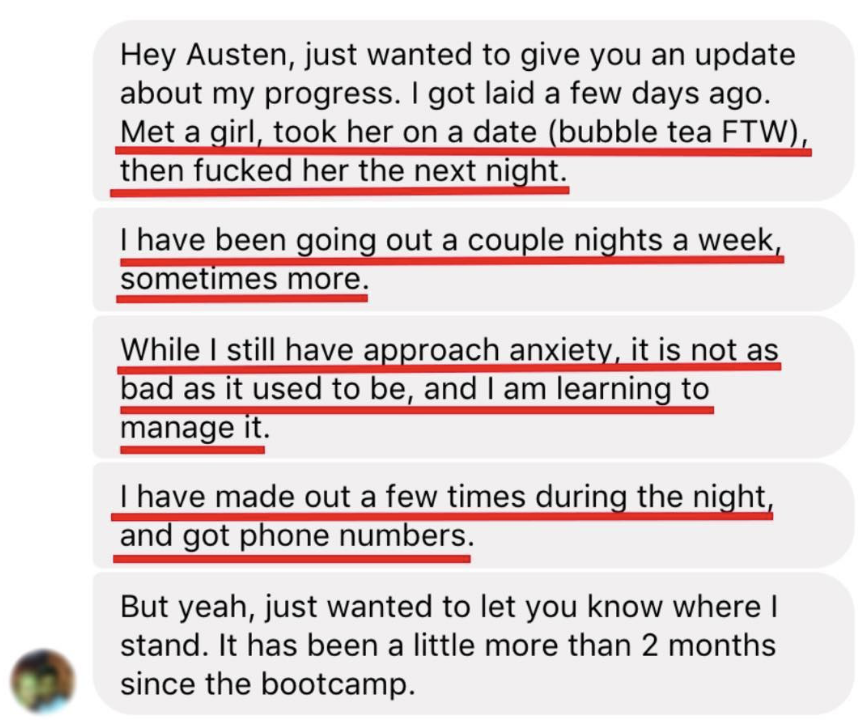 Hey Austen, just wanted to give you an update
about my progress. I got laid a few days ago.
Met a girl, took her on a date (bubble tea FTW),
then fucked her the next night.
I have been going out a couple nights a week,
sometimes more.
While I still have approach anxiety, it is not as
bad as it used to be, and I am learning to
manage it.
I have made out a few times during the night,
and got phone numbers.
But yeah, just wanted to let you know where I
stand. It has been a little more than 2 months
since the bootcamp.